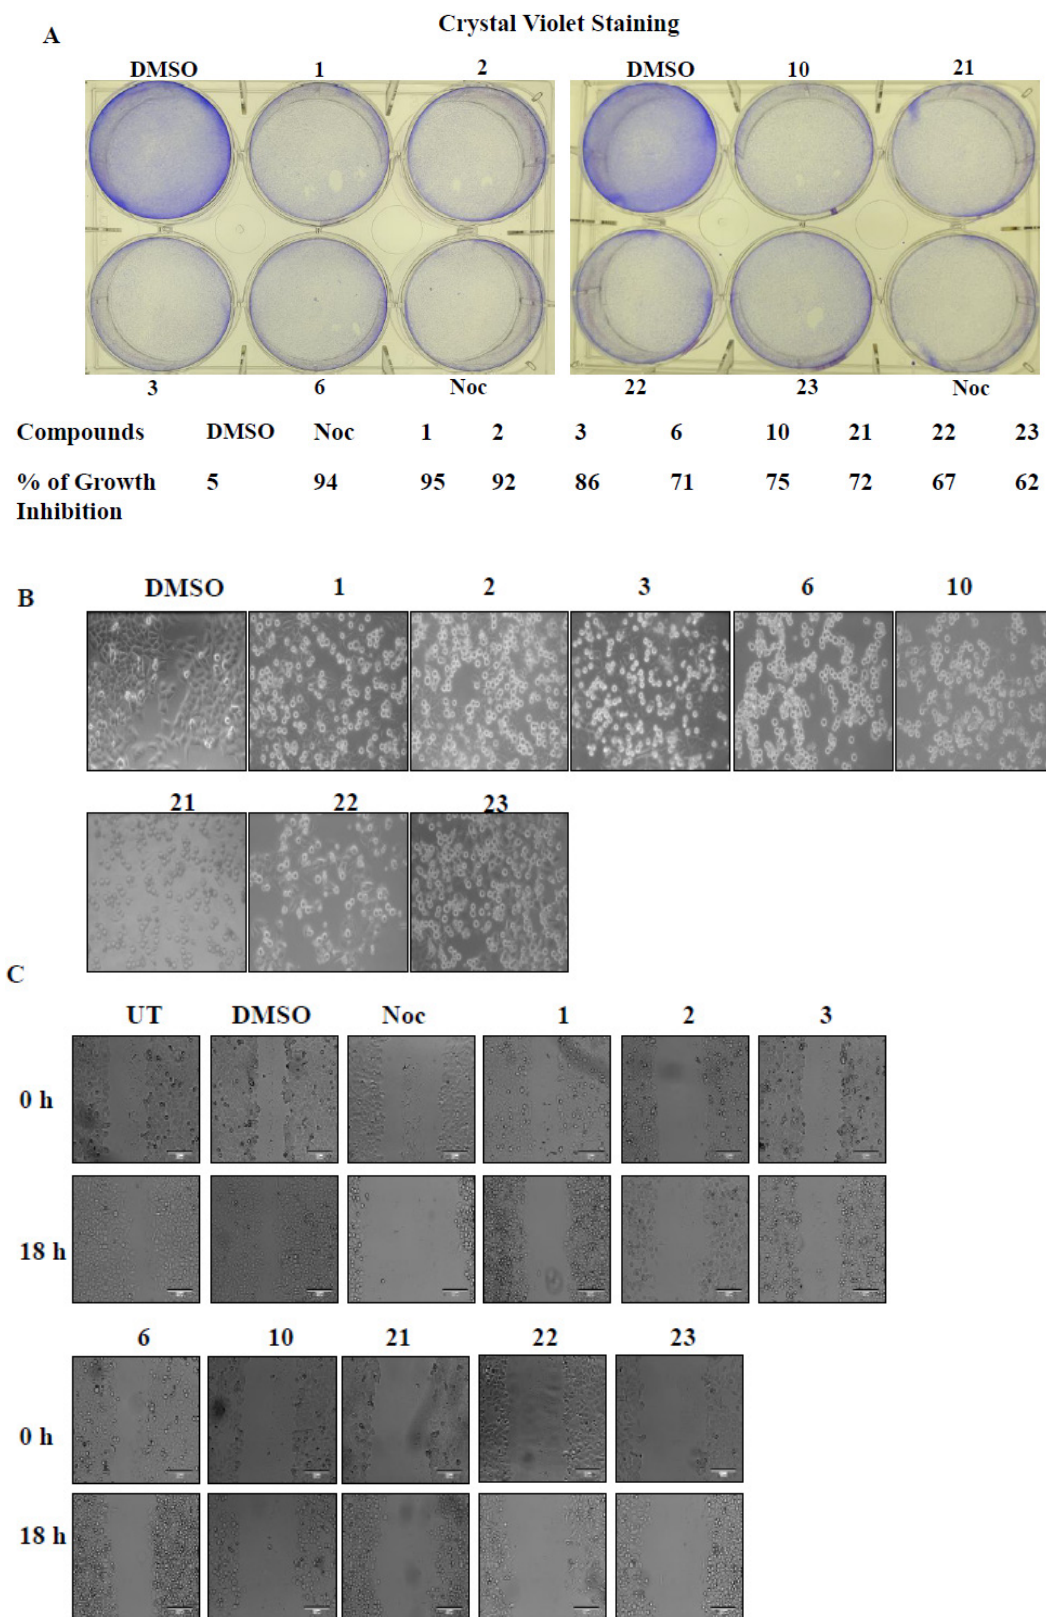 Crystal Violet Staining
A
DMSO 1 2 DMSO 10 21
3 6 Noc 22 23 Noc
Compounds DMSO Noc 1 2 3 6 10 21 22 23
% of Growth 5 94 95 92 86 71 75 72 67 62
Inhibition
B
DMSO 1 2 3 6 10
21 22 23
C
UT DMSO Noc 1 2 3
0 h
18 h
6 10 21 22 23
0 h
18 h